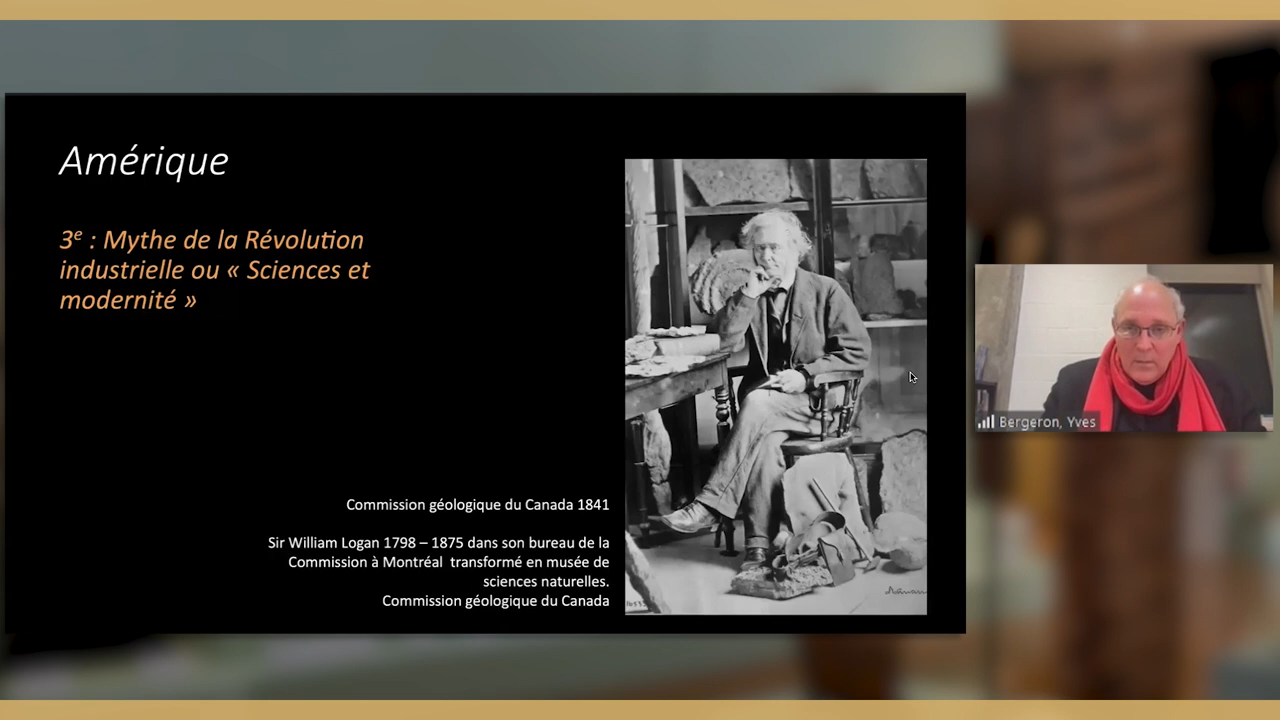 Amérique
3e : Mythe de la Révolution
industrielle ou « Sciences et
modernité »
Commission géologique du Canada 1841
Sir William Logan 1798 – 1875 dans son bureau de la
Commission à Montréal transformé en musée de
sciences naturelles.
Commission géologique du Canada
Bergeron, Yves